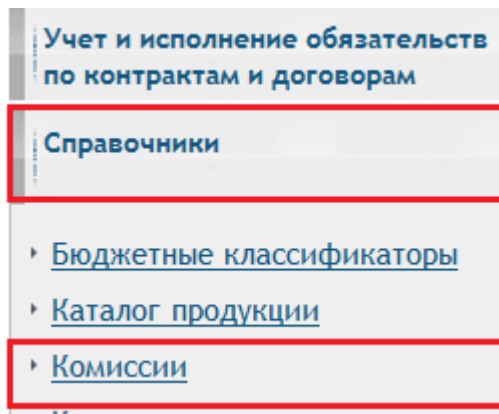 Учет и исполнение обязательств
по контрактам и договорам
Справочники
Бюджетные классификаторы
Каталог продукции
Комиссии